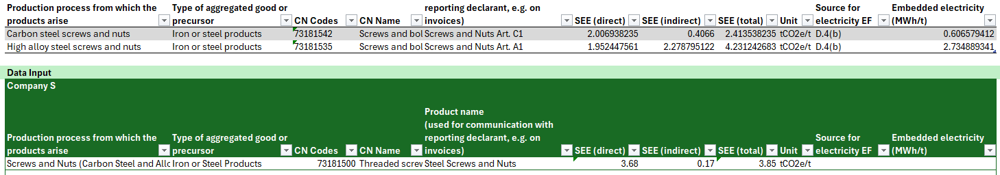 Production process from which the products arise
Type of aggregated good or precursor
CN Codes
CN Name
reporting declarant, e.g. on invoices)
SEE (direct)
SEE (indirect)
SEE (total)
Unit
Source for electricity EF
Embedded electricity (MWh/t)
Carbon steel screws and nuts Iron or steel products 73181542 Screws and bol Screws and Nuts Art. C1 2.006938235 0.4066 2.413538235 tCO2e/t D.4(b) 0.606579412
High alloy steel screws and nuts Iron or steel products 73181535 Screws and bol Screws and Nuts Art. A1 1.952447561 2.278795122 4.231242683 tCO2e/t D.4(b) 2.734889341
Data Input
Company S
Production process from which the products arise
Type of aggregated good or precursor
CN Codes
CN Name
Product name
(used for communication with
reporting declarant, e.g. on
invoices)
SEE (direct)
SEE (indirect)
SEE (total)
Unit
Source for electricity EF
Embedded electricity (MWh/t)
Screws and Nuts (Carbon Steel and Allc Iron or Steel Products 73181500 Threaded screw Steel Screws and Nuts 3.68 0.17 3.85 tCO2e/t